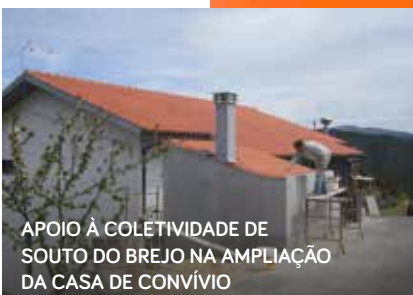 APOIO À COLETIVIDADE DE
SOUTO DO BREJO NA AMPLIAÇÃO
DA CASA DE CONVÍVIO